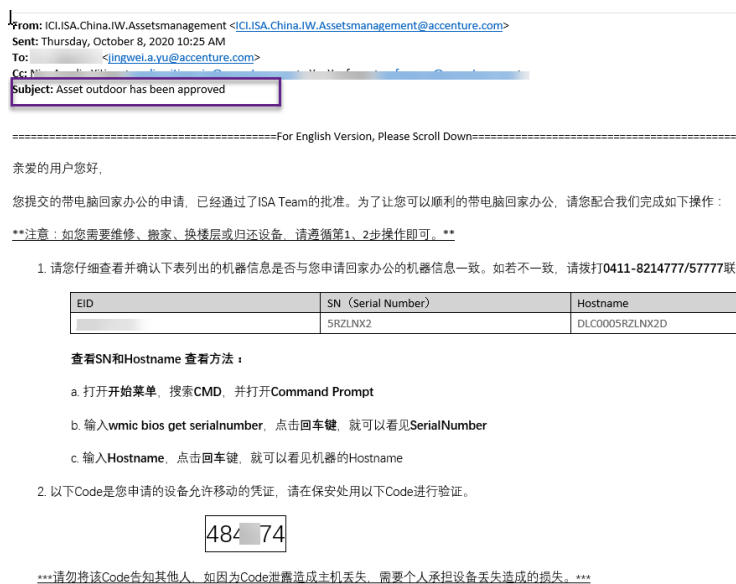 From: ICI.ISA.China.IW.Assetsmanagement <ICI.ISA.China.IW.Assetsmanagement@accenture.com>
Sent: Thursday, October 8, 2020 10:25 AM
To: <jingwei.a.yu@accenture.com>
Cc:
Subject: Asset outdoor has been approved
===========================================For English Version, Please Scroll Down===========================================
亲爱的用户您好,
您提交的带电脑回家办公的申请, 已经通过了ISA Team的批准。为了让您可以顺利的带电脑回家办公, 请您配合我们完成如下操作:
**注意:如您需要维修、搬家、换楼层或归还设备, 请遵循第1、2步操作即可。**
1. 请您仔细查看并确认下表列出的机器信息是否与您申请回家办公的机器信息一致。如若不一致, 请拨打0411-8214777/57777联
EID SN (Serial Number) Hostname
5RZLNX2 DLC0005RZLNX2D
查看SN和Hostname 查看方法:
a. 打开开始菜单, 搜索CMD, 并打开Command Prompt
b. 输入wmic bios get serialnumber, 点击回车键, 就可以看见SerialNumber
c. 输入Hostname, 点击回车键, 就可以看见机器的Hostname
2. 以下Code是您申请的设备允许移动的凭证, 请在保安处用以下Code进行验证。
484 74
***请勿将该Code告知其他人, 如因为Code泄露造成主机丢失, 需要个人承担设备丢失造成的损失。***